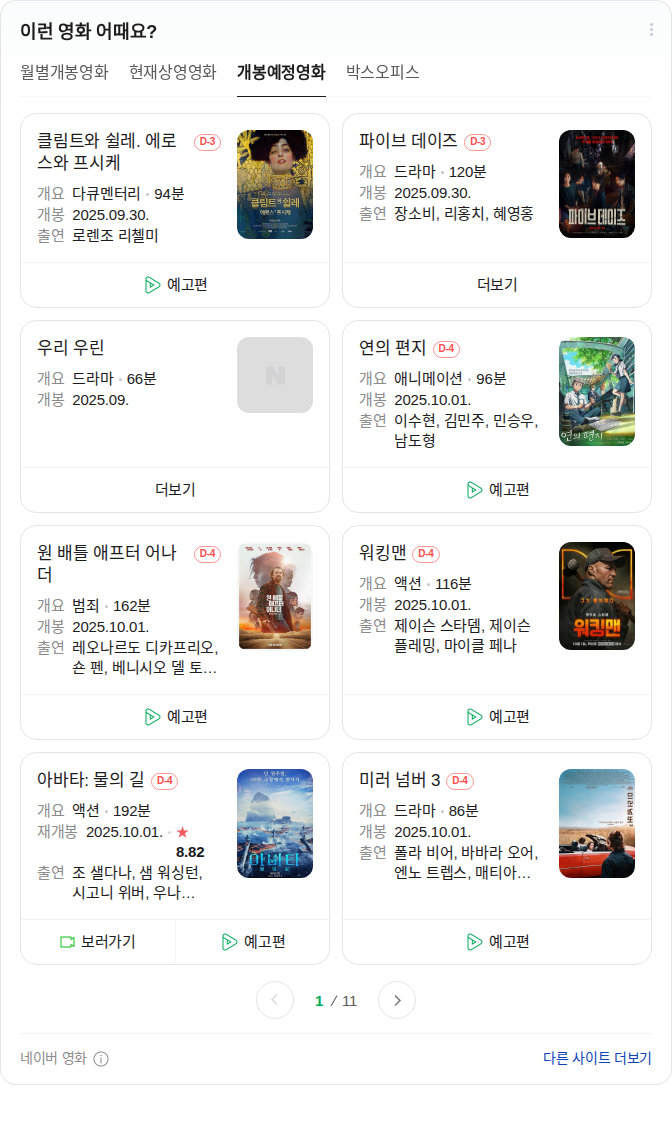 이런 영화 어때요?
월별개봉영화 현재상영영화 개봉예정영화 박스오피스
클림트와 쉴레. 에로 D-3
스와 프시케
개요 다큐멘터리 · 94분
개봉 2025.09.30.
출연 로렌조 리첼미
예고편
파이브 데이즈 D-3
개요 드라마 · 120분
개봉 2025.09.30.
출연 장소비, 리홍치, 혜영홍
파이브 데이즈
더보기
우리 우린
개요 드라마 · 66분
개봉 2025.09.
N
더보기
연의 편지 D-4
개요 애니메이션 · 96분
개봉 2025.10.01.
출연 이수현, 김민주, 민승우,
남도형
연의 편지
예고편
원 배틀 애프터 어나 D-4
더
개요 범죄 · 162분
개봉 2025.10.01.
출연 레오나르도 디카프리오,
숀 펜, 베니시오 델 토…
원 배틀
애프터
어나더
예고편
워킹맨 D-4
개요 액션 · 116분
개봉 2025.10.01.
출연 제이슨 스타뎀, 제이슨
플레밍, 마이클 페나
워킹맨
예고편
아바타: 물의 길 D-4
개요 액션 · 192분
재개봉 2025.10.01. · ★
8.82
출연 조 샐다나, 샘 워싱턴,
시고니 위버, 우나…
아바타
물의 길
보러가기 예고편
미러 넘버 3 D-4
개요 드라마 · 86분
개봉 2025.10.01.
출연 폴라 비어, 바바라 오어,
엔노 트렙스, 매티아…
미러 넘버 3
예고편
1 / 11
네이버 영화
다른 사이트 더보기